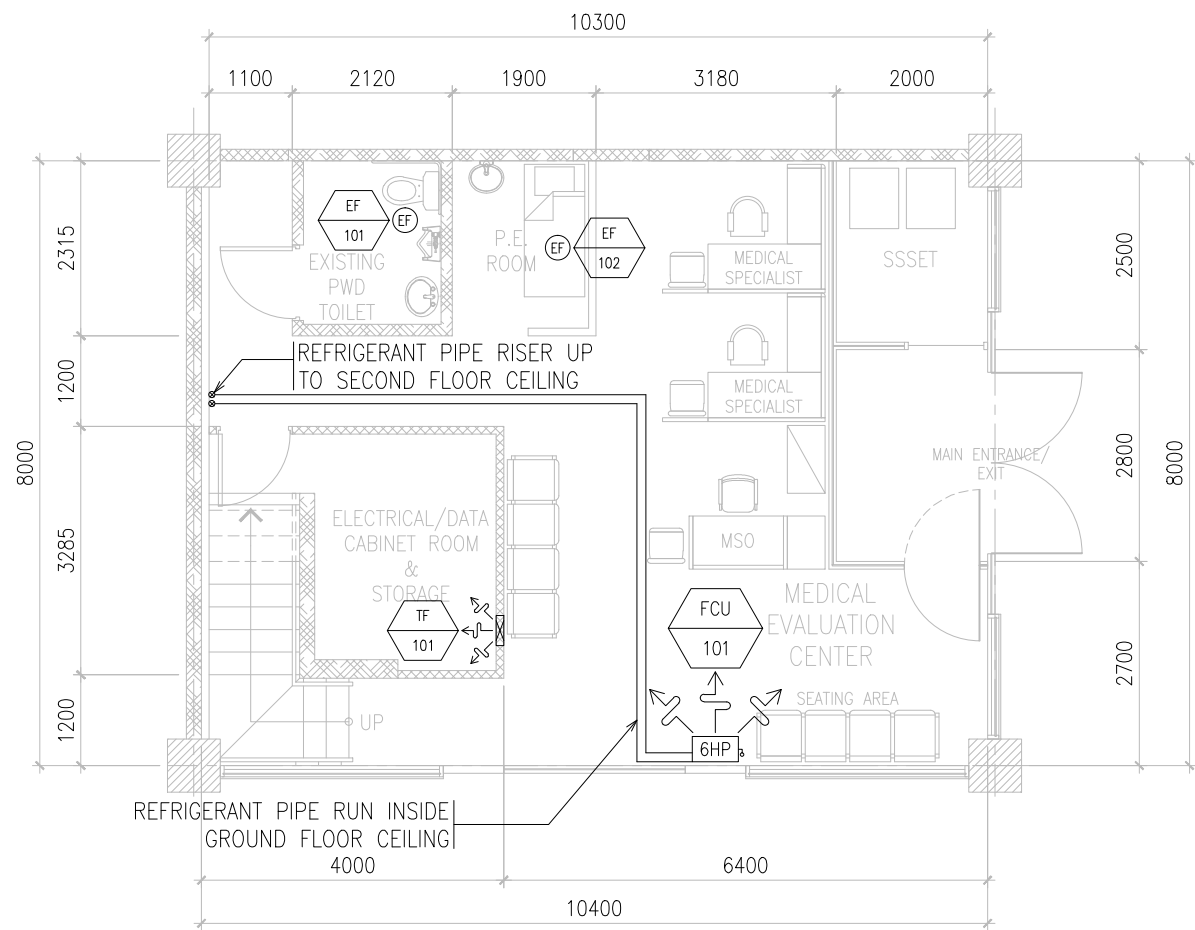 10300
1100
2120
1900
3180
2000
EF
101
EF
EF
102
EF
P.E.
ROOM
EXISTING
PWD
TOILET
MEDICAL
SPECIALIST
SSSET
2315
2500
REFRIGERANT PIPE RISER UP
TO SECOND FLOOR CEILING
1200
MEDICAL
SPECIALIST
8000
MAIN ENTRANCE/
EXIT
2800
8000
ELECTRICAL/DATA
CABINET ROOM
&
STORAGE
MSO
3285
TF
101
FCU
101
MEDICAL
EVALUATION
CENTER
2700
SEATING AREA
1200
UP
6HP
REFRIGERANT PIPE RUN INSIDE
GROUND FLOOR CEILING
4000
6400
10400